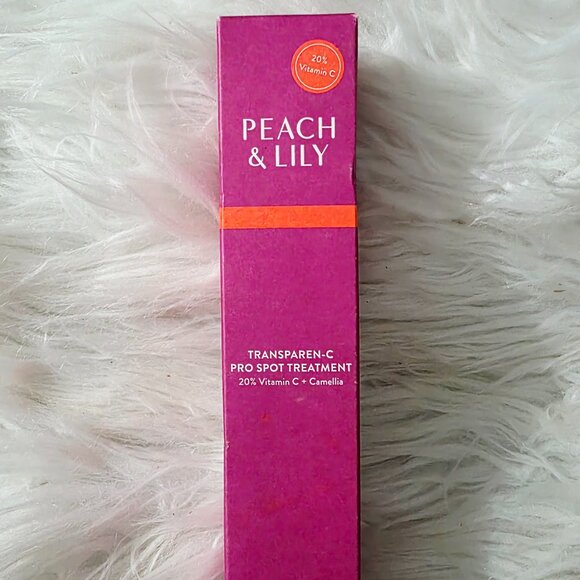 20%
Vitamin C
PEACH
& LILY
TRANSPAREN-C
PRO SPOT TREATMENT
20% Vitamin C + Camellia